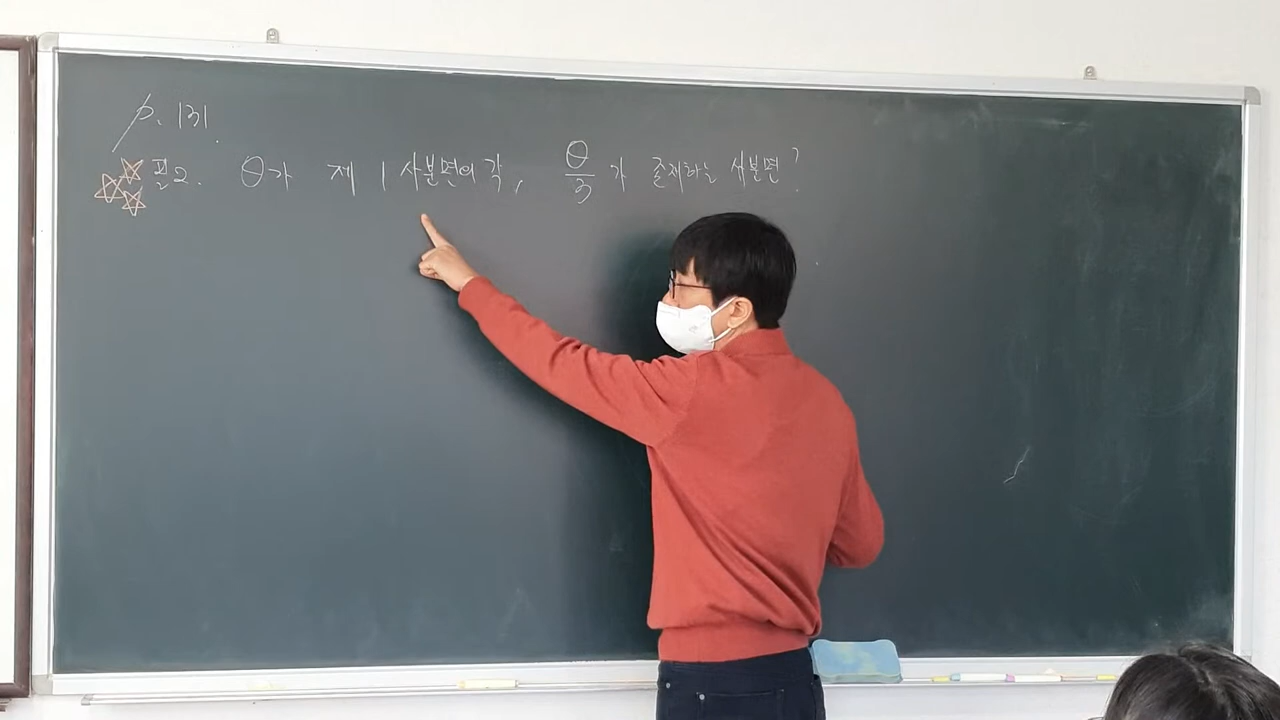 p. 131.
필2. θ가 제 1 사분면의 각, θ/3 가 존재하는 사분면?